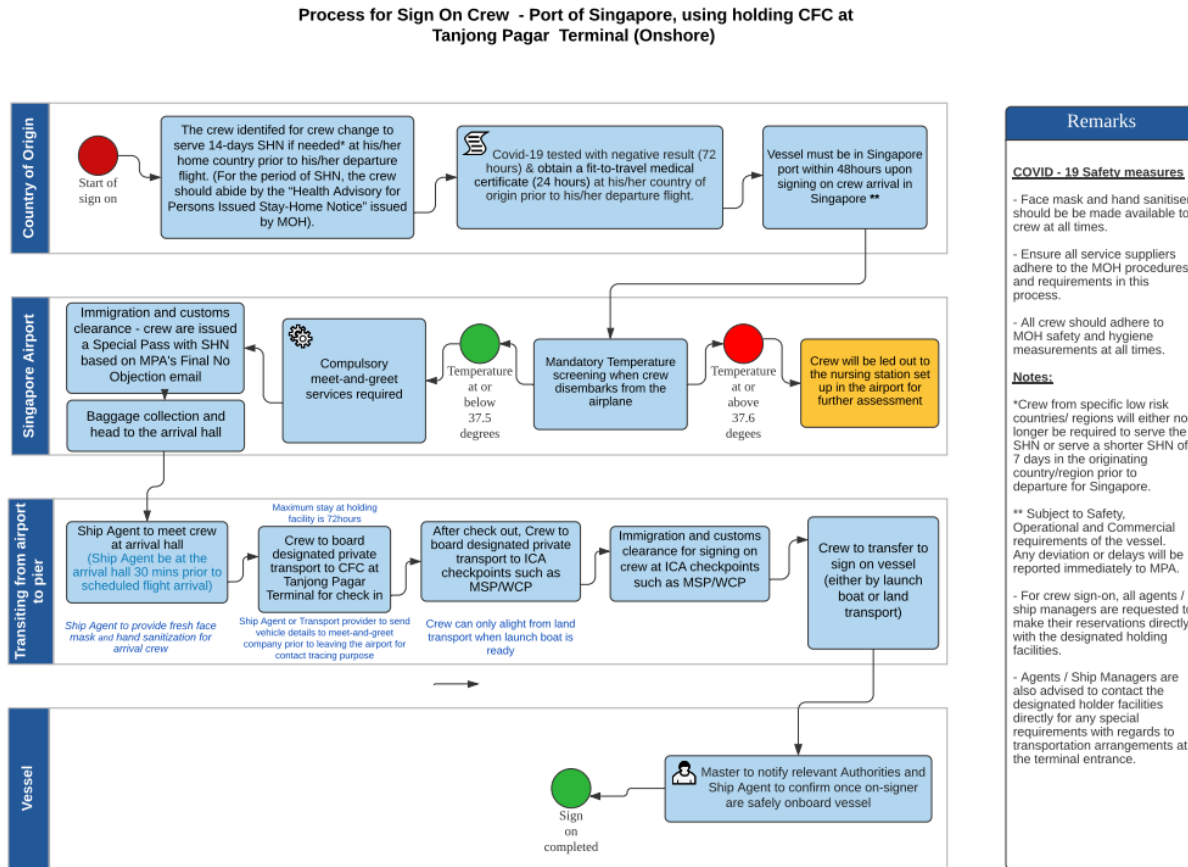 Process for Sign On Crew - Port of Singapore, using holding CFC at
Tanjong Pagar Terminal (Onshore)
Country of Origin
Start of
sign on
The crew identifed for crew change to
serve 14-days SHN if needed* at his/her
home country prior to his/her departure
flight. (For the period of SHN, the crew
should abide by the "Health Advisory for
Persons Issued Stay-Home Notice" issued
by MOH).
Covid-19 tested with negative result (72
hours) & obtain a fit-to-travel medical
certificate (24 hours) at his/her country of
origin prior to his/her departure flight.
Vessel must be in Singapore
port within 48hours upon
signing on crew arrival in
Singapore **
Singapore Airport
Immigration and customs
clearance - crew are issued
a Special Pass with SHN
based on MPA's Final No
Objection email
Baggage collection and
head to the arrival hall
Compulsory
meet-and-greet
services required
Temperature
at or
below
37.5
degrees
Mandatory Temperature
screening when crew
disembarks from the
airplane
Temperature
at or
above
37.6
degees
Crew will be led out to
the nursing station set
up in the airport for
further assessment
Transiting from airport
to pier
Ship Agent to meet crew
at arrival hall
(Ship Agent be at the
arrival hall 30 mins prior to
scheduled flight arrival)
Ship Agent to provide fresh face
mask and hand sanitization for
arrival crew
Maximum stay at holding
facility is 72hours
Crew to board
designated private
transport to CFC at
Tanjong Pagar
Terminal for check in
Ship Agent or Transport provider to send
vehicle details to meet-and-greet
company prior to leaving the airport for
contact tracing purpose
After check out, Crew to
board designated private
transport to ICA
checkpoints such as
MSP/WCP
Crew can only alight from land
transport when launch boat is
ready
Immigration and customs
clearance for signing on
crew at ICA checkpoints
such as MSP/WCP
Crew to transfer to
sign on vessel
(either by launch
boat or land
transport)
Vessel
Sign
on
completed
Master to notify relevant Authorities and
Ship Agent to confirm once on-signer
are safely onboard vessel
Remarks
COVID - 19 Safety measures
- Face mask and hand sanitiser
should be be made available to
crew at all times.
- Ensure all service suppliers
adhere to the MOH procedures
and requirements in this
process.
- All crew should adhere to
MOH safety and hygiene
measurements at all times.
Notes:
*Crew from specific low risk
countries/ regions will either no
longer be required to serve the
SHN or serve a shorter SHN of
7 days in the originating
country/region prior to
departure for Singapore.
** Subject to Safety,
Operational and Commercial
requirements of the vessel.
Any deviation or delays will be
reported immediately to MPA.
- For crew sign-on, all agents /
ship managers are requested to
make their reservations directly
with the designated holding
facilities.
- Agents / Ship Managers are
also advised to contact the
designated holder facilities
directly for any special
requirements with regards to
transportation arrangements at
the terminal entrance.